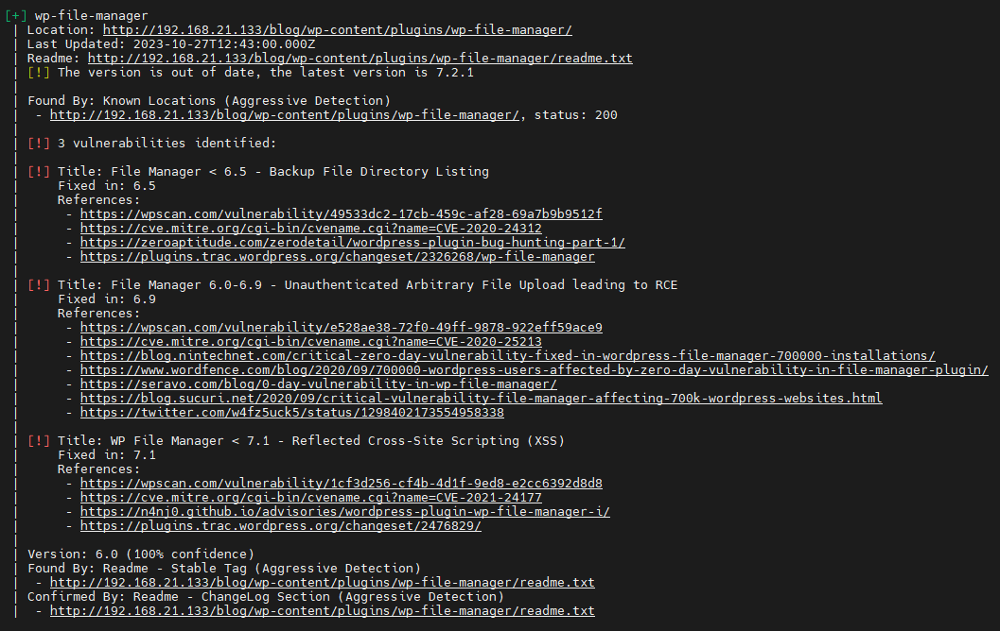 [+] wp-file-manager
| Location: http://192.168.21.133/blog/wp-content/plugins/wp-file-manager/
| Last Updated: 2023-10-27T12:43:00.000Z
| Readme: http://192.168.21.133/blog/wp-content/plugins/wp-file-manager/readme.txt
| [!] The version is out of date, the latest version is 7.2.1
|
| Found By: Known Locations (Aggressive Detection)
|  - http://192.168.21.133/blog/wp-content/plugins/wp-file-manager/, status: 200
|
| [!] 3 vulnerabilities identified:
|
| [!] Title: File Manager < 6.5 - Backup File Directory Listing
|     Fixed in: 6.5
|     References:
|      - https://wpscan.com/vulnerability/49533dc2-17cb-459c-af28-69a7b9b9512f
|      - https://cve.mitre.org/cgi-bin/cvename.cgi?name=CVE-2020-24312
|      - https://zeroaptitude.com/zerodetail/wordpress-plugin-bug-hunting-part-1/
|      - https://plugins.trac.wordpress.org/changeset/2326268/wp-file-manager
|
| [!] Title: File Manager 6.0-6.9 - Unauthenticated Arbitrary File Upload leading to RCE
|     Fixed in: 6.9
|     References:
|      - https://wpscan.com/vulnerability/e528ae38-72f0-49ff-9878-922eff59ace9
|      - https://cve.mitre.org/cgi-bin/cvename.cgi?name=CVE-2020-25213
|      - https://blog.nintechnet.com/critical-zero-day-vulnerability-fixed-in-wordpress-file-manager-700000-installations/
|      - https://www.wordfence.com/blog/2020/09/700000-wordpress-users-affected-by-zero-day-vulnerability-in-file-manager-plugin/
|      - https://seravo.com/blog/0-day-vulnerability-in-wp-file-manager/
|      - https://blog.sucuri.net/2020/09/critical-vulnerability-file-manager-affecting-700k-wordpress-websites.html
|      - https://twitter.com/w4fz5uck5/status/1298402173554958338
|
| [!] Title: WP File Manager < 7.1 - Reflected Cross-Site Scripting (XSS)
|     Fixed in: 7.1
|     References:
|      - https://wpscan.com/vulnerability/1cf3d256-cf4b-4d1f-9ed8-e2cc6392d8d8
|      - https://cve.mitre.org/cgi-bin/cvename.cgi?name=CVE-2021-24177
|      - https://n4nj0.github.io/advisories/wordpress-plugin-wp-file-manager-i/
|      - https://plugins.trac.wordpress.org/changeset/2476829/
|
| Version: 6.0 (100% confidence)
| Found By: Readme - Stable Tag (Aggressive Detection)
|  - http://192.168.21.133/blog/wp-content/plugins/wp-file-manager/readme.txt
| Confirmed By: Readme - ChangeLog Section (Aggressive Detection)
|  - http://192.168.21.133/blog/wp-content/plugins/wp-file-manager/readme.txt